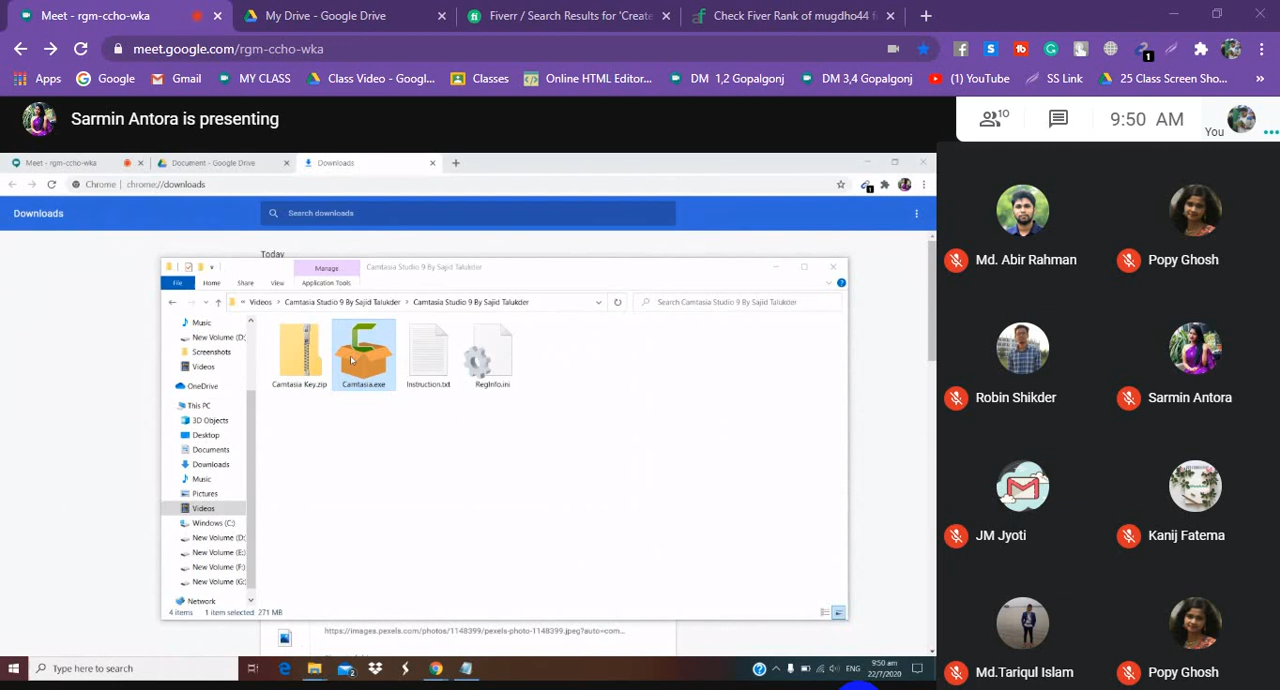 Meet - rgm-ccho-wka
My Drive - Google Drive
Fiverr / Search Results for 'Create
Check Fiver Rank of mugdho44 f
meet.google.com/rgm-ccho-wka
1
Apps
Google
Gmail
MY CLASS
Class Video - Googl...
Classes
Online HTML Editor...
DM 1,2 Gopalgonj
DM 3,4 Gopalgonj
(1) YouTube
SS Link
25 Class Screen Sho...
»
Sarmin Antora is presenting
10
9:50 AM
You
Meet - rgm-ccho-wka
Document - Google Drive
Downloads
Chrome | chrome://downloads
1
Downloads
Search downloads
Today
Manage
Camtasia Studio 9 By Sajid Talukder
File
Home
Share
View
Application Tools
« Videos > Camtasia Studio 9 By Sajid Talukder > Camtasia Studio 9 By Sajid Talukder
Search Camtasia Studio 9 By Sajid Talukder
Music
New Volume (D:
Screenshots
Videos
OneDrive
This PC
3D Objects
Desktop
Documents
Downloads
Music
Pictures
Videos
Windows (C:)
New Volume (D:
New Volume (E:)
New Volume (F:)
New Volume (G:
Network
Camtasia Key.zip
Camtasia.exe
Instruction.txt
RegInfo.ini
4 items
1 item selected 271 MB
https://images.pexels.com/photos/1148399/pexels-photo-1148399.jpeg?auto=com...
Type here to search
2
ENG
9:50 am
22/7/2020
Md. Abir Rahman
Popy Ghosh
Robin Shikder
Sarmin Antora
JM Jyoti
Kanij Fatema
Md.Tariqul Islam
Popy Ghosh